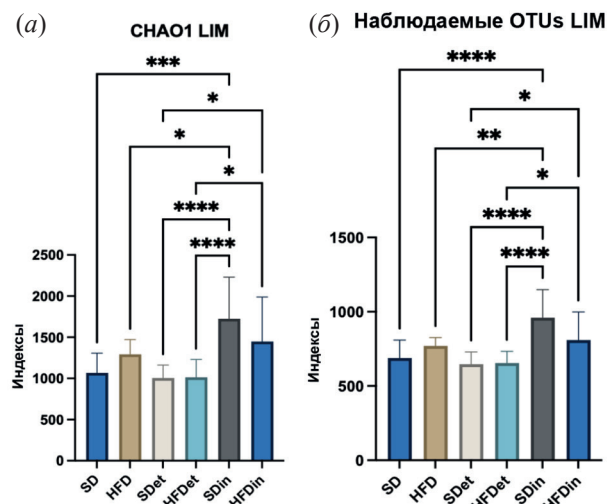 (а)
CHAO1 LIM
***
*
*
*
****
****
Индексы
2500
2000
1500
1000
500
0
SD
HFD
SDet
HFDet
SDin
HFDin
(б)
Наблюдаемые OTUs LIM
****
*
**
*
****
****
Индексы
1500
1000
500
0
SD
HFD
SDet
HFDet
SDin
HFDin